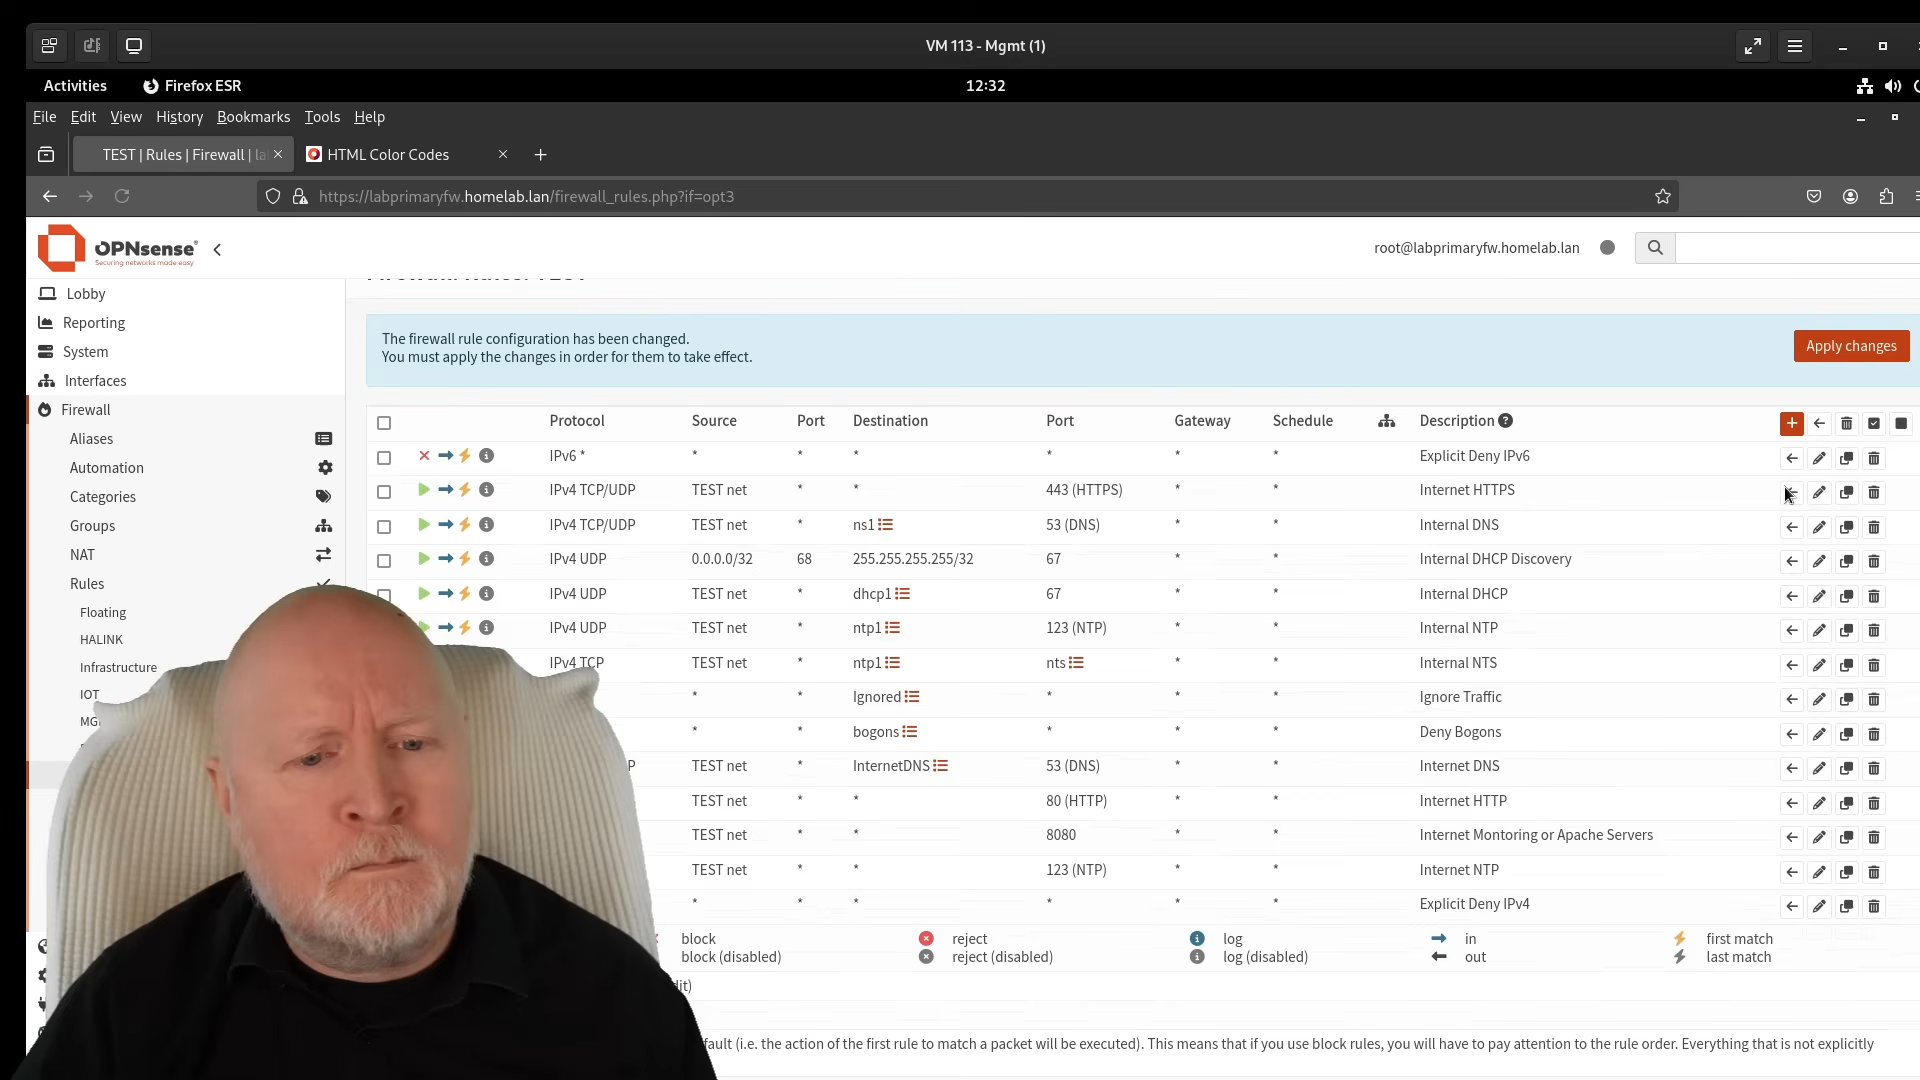 VM 113 - Mgmt (1)
Activities Firefox ESR 12:32
File Edit View History Bookmarks Tools Help
TEST | Rules | Firewall | la HTML Color Codes
https://labprimaryfw.homelab.lan/firewall_rules.php?if=opt3
OPNsense
Securing networks made easy
root@labprimaryfw.homelab.lan
Lobby
Reporting
System
Interfaces
Firewall
Aliases
Automation
Categories
Groups
NAT
Rules
Floating
HALINK
Infrastructure
IOT
The firewall rule configuration has been changed.
You must apply the changes in order for them to take effect.
Apply changes
Protocol Source Port Destination Port Gateway Schedule Description
IPv6 * * * * * * * Explicit Deny IPv6
IPv4 TCP/UDP TEST net * * 443 (HTTPS) * * Internet HTTPS
IPv4 TCP/UDP TEST net * ns1 53 (DNS) * * Internal DNS
IPv4 UDP 0.0.0.0/32 68 255.255.255.255/32 67 * * Internal DHCP Discovery
IPv4 UDP TEST net * dhcp1 67 * * Internal DHCP
IPv4 UDP TEST net * ntp1 123 (NTP) * * Internal NTP
IPv4 TCP TEST net * ntp1 nts * * Internal NTS
* * Ignored * * * Ignore Traffic
* * bogons * * * Deny Bogons
P TEST net * InternetDNS 53 (DNS) * * Internet DNS
TEST net * * 80 (HTTP) * * Internet HTTP
TEST net * * 8080 * * Internet Montoring or Apache Servers
TEST net * * 123 (NTP) * * Internet NTP
* * * * * * Explicit Deny IPv4
block reject log in first match
block (disabled) reject (disabled) log (disabled) out last match
dit)
fault (i.e. the action of the first rule to match a packet will be executed). This means that if you use block rules, you will have to pay attention to the rule order. Everything that is not explicitly